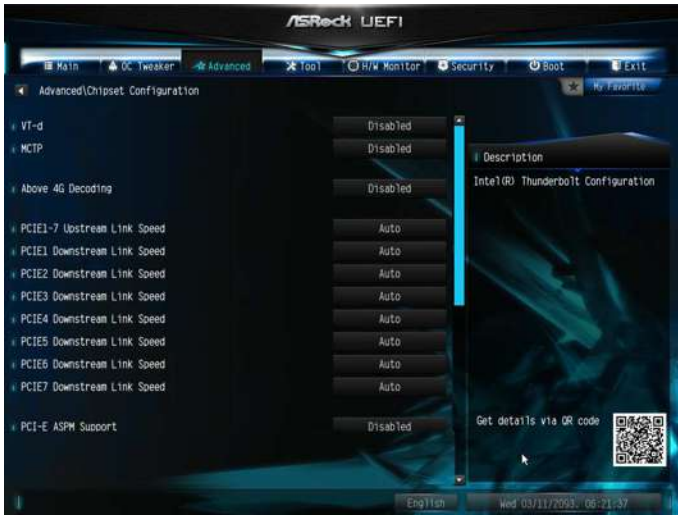 ASRock UEFI
Main OC Tweaker Advanced Tool H/W Monitor Security Boot Exit
Advanced\Chipset Configuration
My Favorite
VT-d Disabled
MCTP Disabled
Description
Intel(R) Thunderbolt Configuration
Above 4G Decoding Disabled
PCIE1-7 Upstream Link Speed Auto
PCIE1 Downstream Link Speed Auto
PCIE2 Downstream Link Speed Auto
PCIE3 Downstream Link Speed Auto
PCIE4 Downstream Link Speed Auto
PCIE5 Downstream Link Speed Auto
PCIE6 Downstream Link Speed Auto
PCIE7 Downstream Link Speed Auto
PCI-E ASPM Support Disabled
Get details via QR code
English
Wed 03/11/2093. 06:21:37